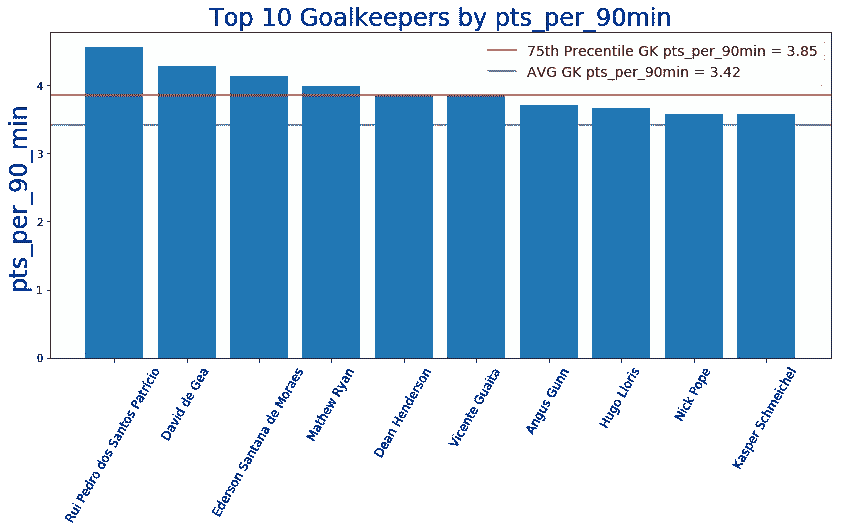 Top 10 Goalkeepers by pts_per_90min
75th Precentile GK pts_per_90min = 3.85
AVG GK pts_per_90min = 3.42
pts_per_90_min
4
3
2
1
0
Rui Pedro dos Santos Patrício
David de Gea
Ederson Santana de Moraes
Mathew Ryan
Dean Henderson
Vicente Guaita
Angus Gunn
Hugo Lloris
Nick Pope
Kasper Schmeichel